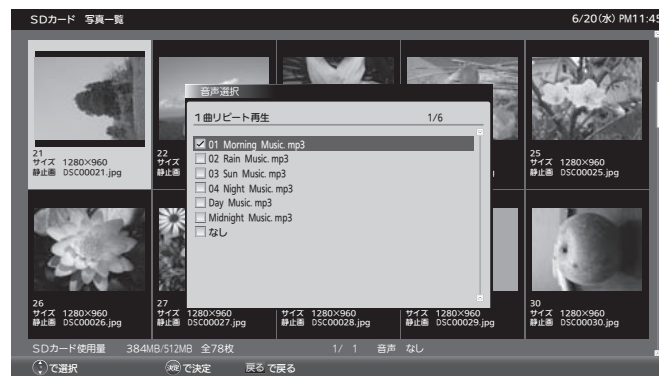 SDカード 写真一覧
6/20(水) PM11:45
音声選択
1曲リピート再生
1/6
01 Morning Music.mp3
02 Rain Music.mp3
03 Sun Music.mp3
04 Night Music.mp3
Day Music.mp3
Midnight Music.mp3
なし
21
サイズ 1280×960
静止画 DSC00021.jpg
22
サイズ
静止画
25
サイズ 1280×960
静止画 DSC00025.jpg
26
サイズ 1280×960
静止画 DSC00026.jpg
27
サイズ 1280×960
静止画 DSC00027.jpg
サイズ 1280×960
静止画 DSC00028.jpg
サイズ 1280×960
静止画 DSC00029.jpg
30
サイズ 1280×960
静止画 DSC00030.jpg
SDカード使用量 384MB/512MB 全78枚
1/ 1
音声 なし
で選択
決定 で決定
戻る で戻る